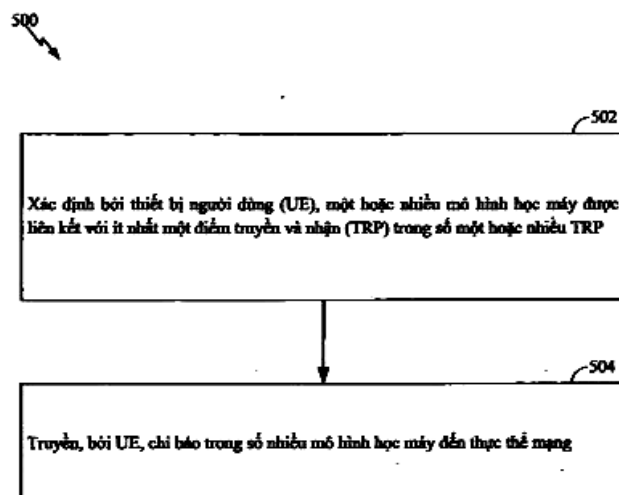 500
502
Xác định bởi thiết bị người dùng (UE), một hoặc nhiều mô hình học máy được
liên kết với ít nhất một điểm truyền và nhận (TRP) trong số một hoặc nhiều TRP
504
Truyền, bởi UE, chỉ báo trong số nhiều mô hình học máy đến thực thể mạng